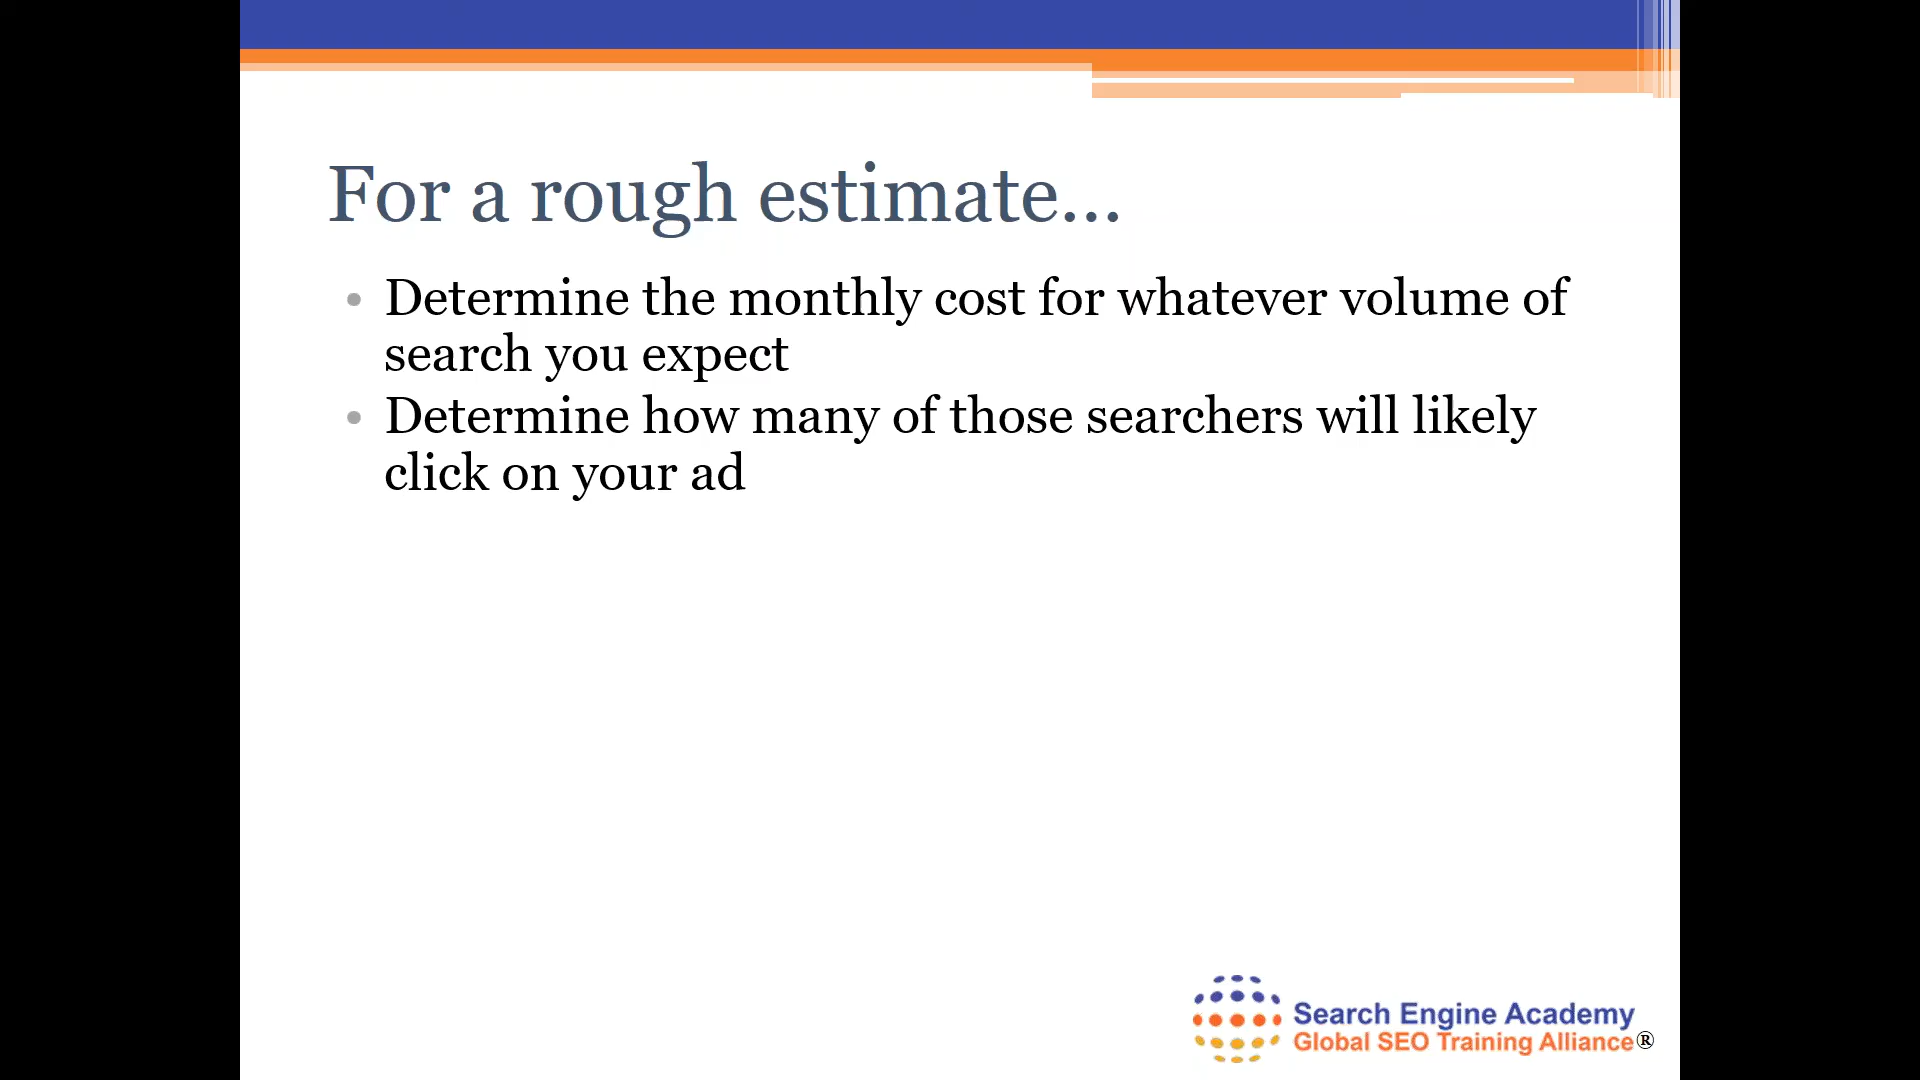 For a rough estimate...
• Determine the monthly cost for whatever volume of
search you expect
• Determine how many of those searchers will likely
click on your ad
Search Engine Academy
Global SEO Training Alliance®